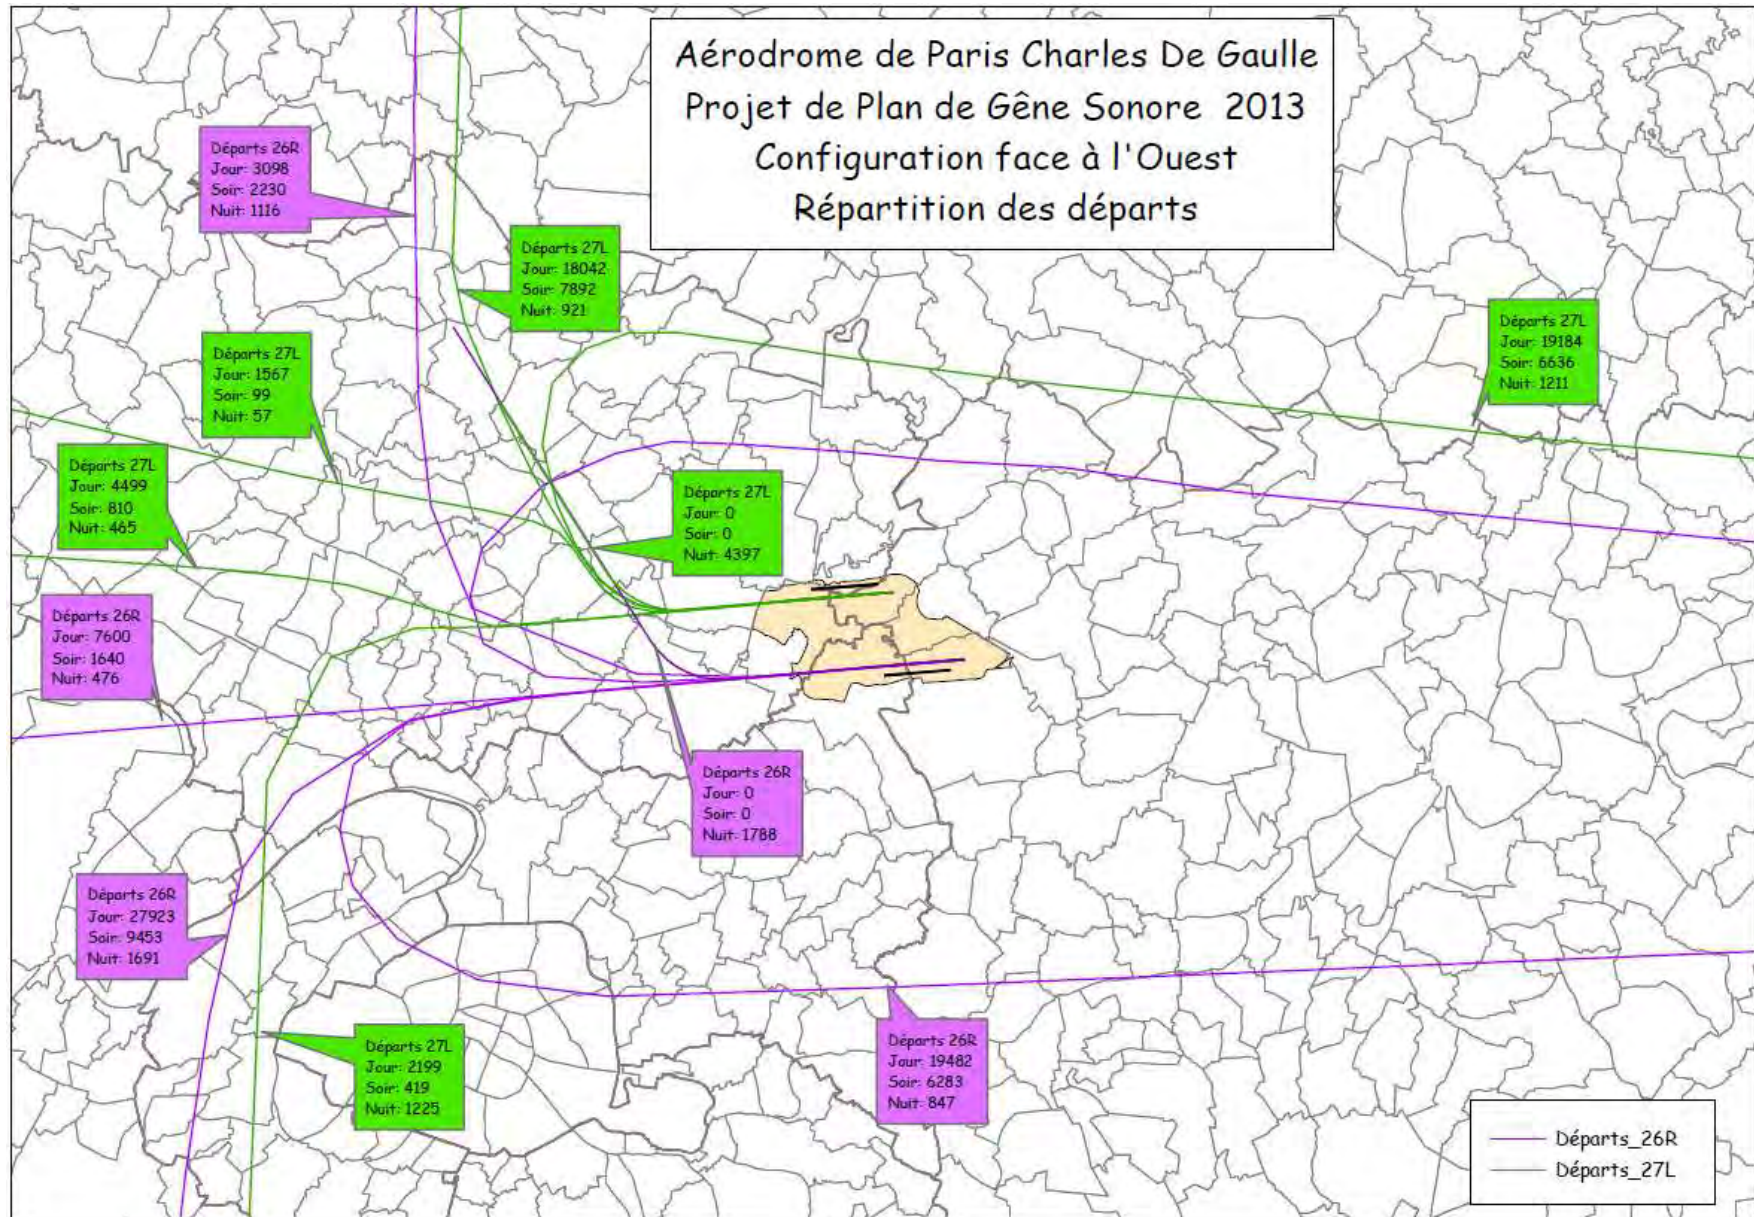 Aérodrome de Paris Charles De Gaulle
Projet de Plan de Gêne Sonore 2013
Configuration face à l'Ouest
Répartition des départs
Départs 26R
Jour: 3098
Soir: 2230
Nuit: 1116
Départs 27L
Jour: 18042
Soir: 7892
Nuit: 921
Départs 27L
Jour: 19184
Soir: 6636
Nuit: 1211
Départs 27L
Jour: 1567
Soir: 99
Nuit: 57
Départs 27L
Jour: 4499
Soir: 810
Nuit: 465
Départs 27L
Jour: 0
Soir: 0
Nuit: 4397
Départs 26R
Jour: 7600
Soir: 1640
Nuit: 476
Départs 26R
Jour: 0
Soir: 0
Nuit: 1788
Départs 26R
Jour: 27923
Soir: 9453
Nuit: 1691
Départs 27L
Jour: 2199
Soir: 419
Nuit: 1225
Départs 26R
Jour: 19482
Soir: 6283
Nuit: 847
Départs_26R
Départs_27L